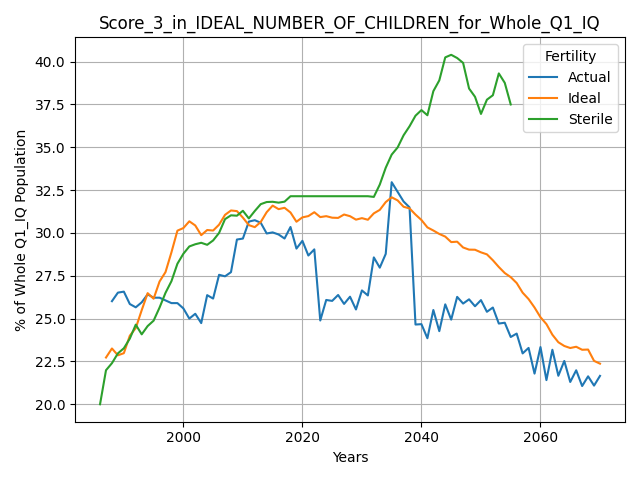 Score_3_in_IDEAL_NUMBER_OF_CHILDREN_for_Whole_Q1_IQ
Fertility
Actual
Ideal
Sterile
% of Whole Q1_IQ Population
40.0
37.5
35.0
32.5
30.0
27.5
25.0
22.5
20.0
2000
2020
2040
2060
Years